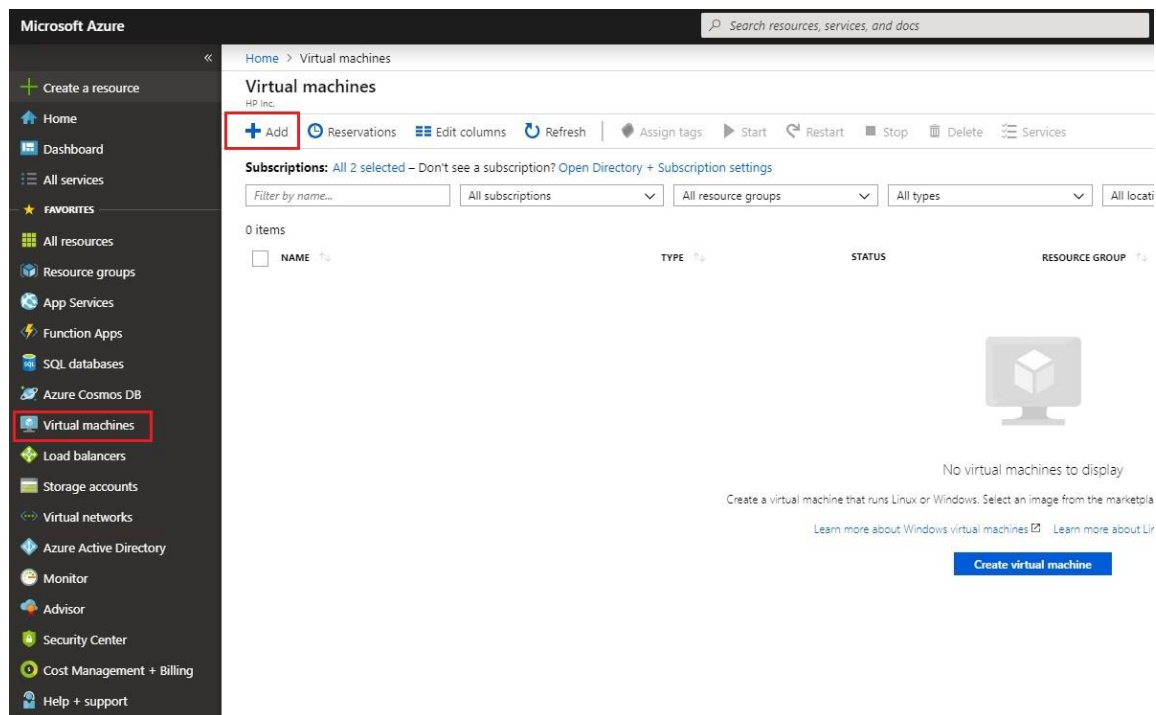 Microsoft Azure
Search resources, services, and docs
«
Create a resource
Home
Dashboard
All services
FAVORITES
All resources
Resource groups
App Services
Function Apps
SQL databases
Azure Cosmos DB
Virtual machines
Load balancers
Storage accounts
Virtual networks
Azure Active Directory
Monitor
Advisor
Security Center
Cost Management + Billing
Help + support
Home > Virtual machines
Virtual machines
HP Inc.
Add Reservations Edit columns Refresh Assign tags Start Restart Stop Delete Services
Subscriptions: All 2 selected – Don't see a subscription? Open Directory + Subscription settings
Filter by name... All subscriptions All resource groups All types All locati
0 items
NAME TYPE STATUS RESOURCE GROUP
No virtual machines to display
Create a virtual machine that runs Linux or Windows. Select an image from the marketpla
Learn more about Windows virtual machines Learn more about Lin
Create virtual machine